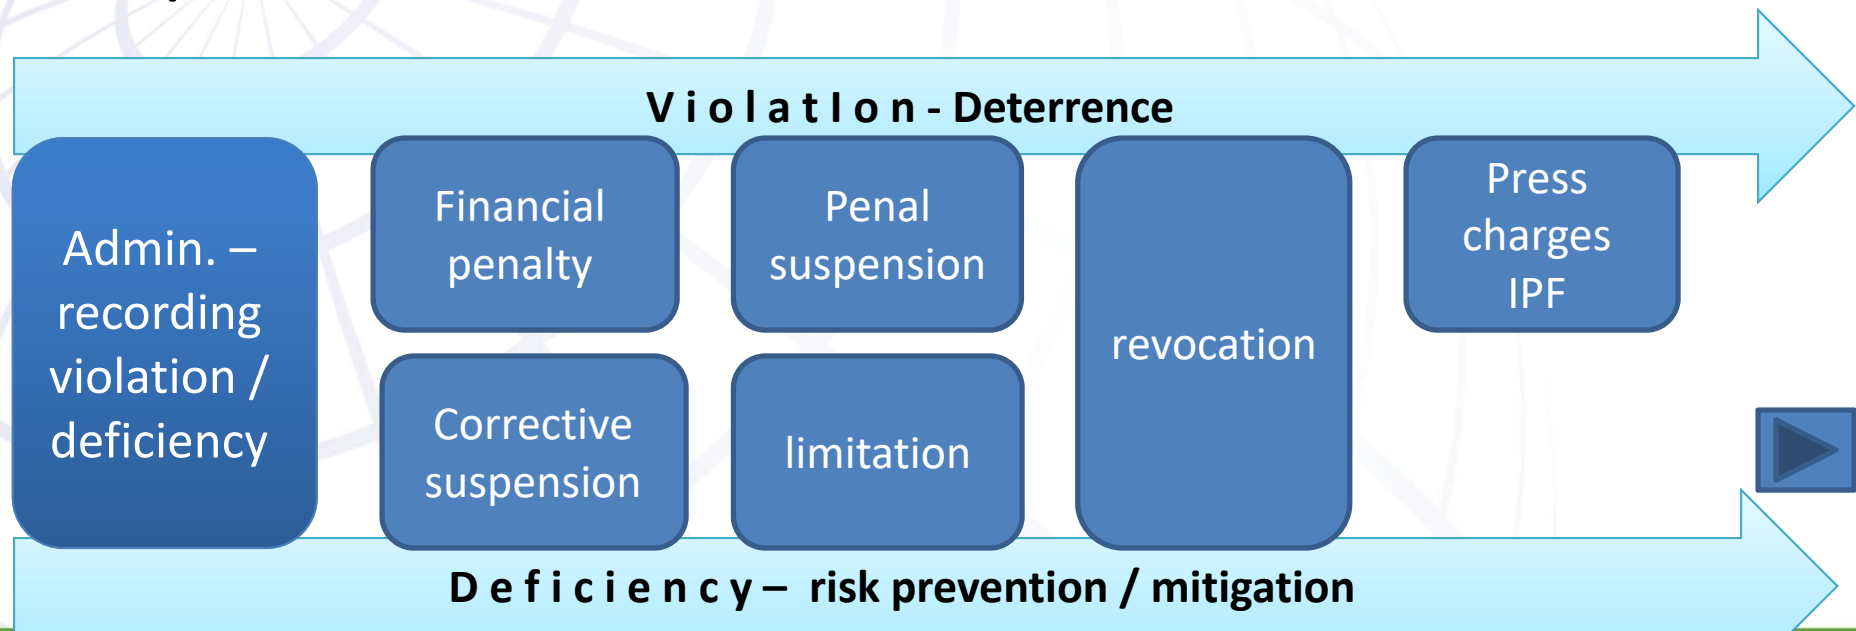 V i o l a t I o n - Deterrence
Admin. –
recording
violation /
deficiency
Financial
penalty
Penal
suspension
revocation
Press
charges
IPF
Corrective
suspension
limitation
D e f i c i e n c y – risk prevention / mitigation